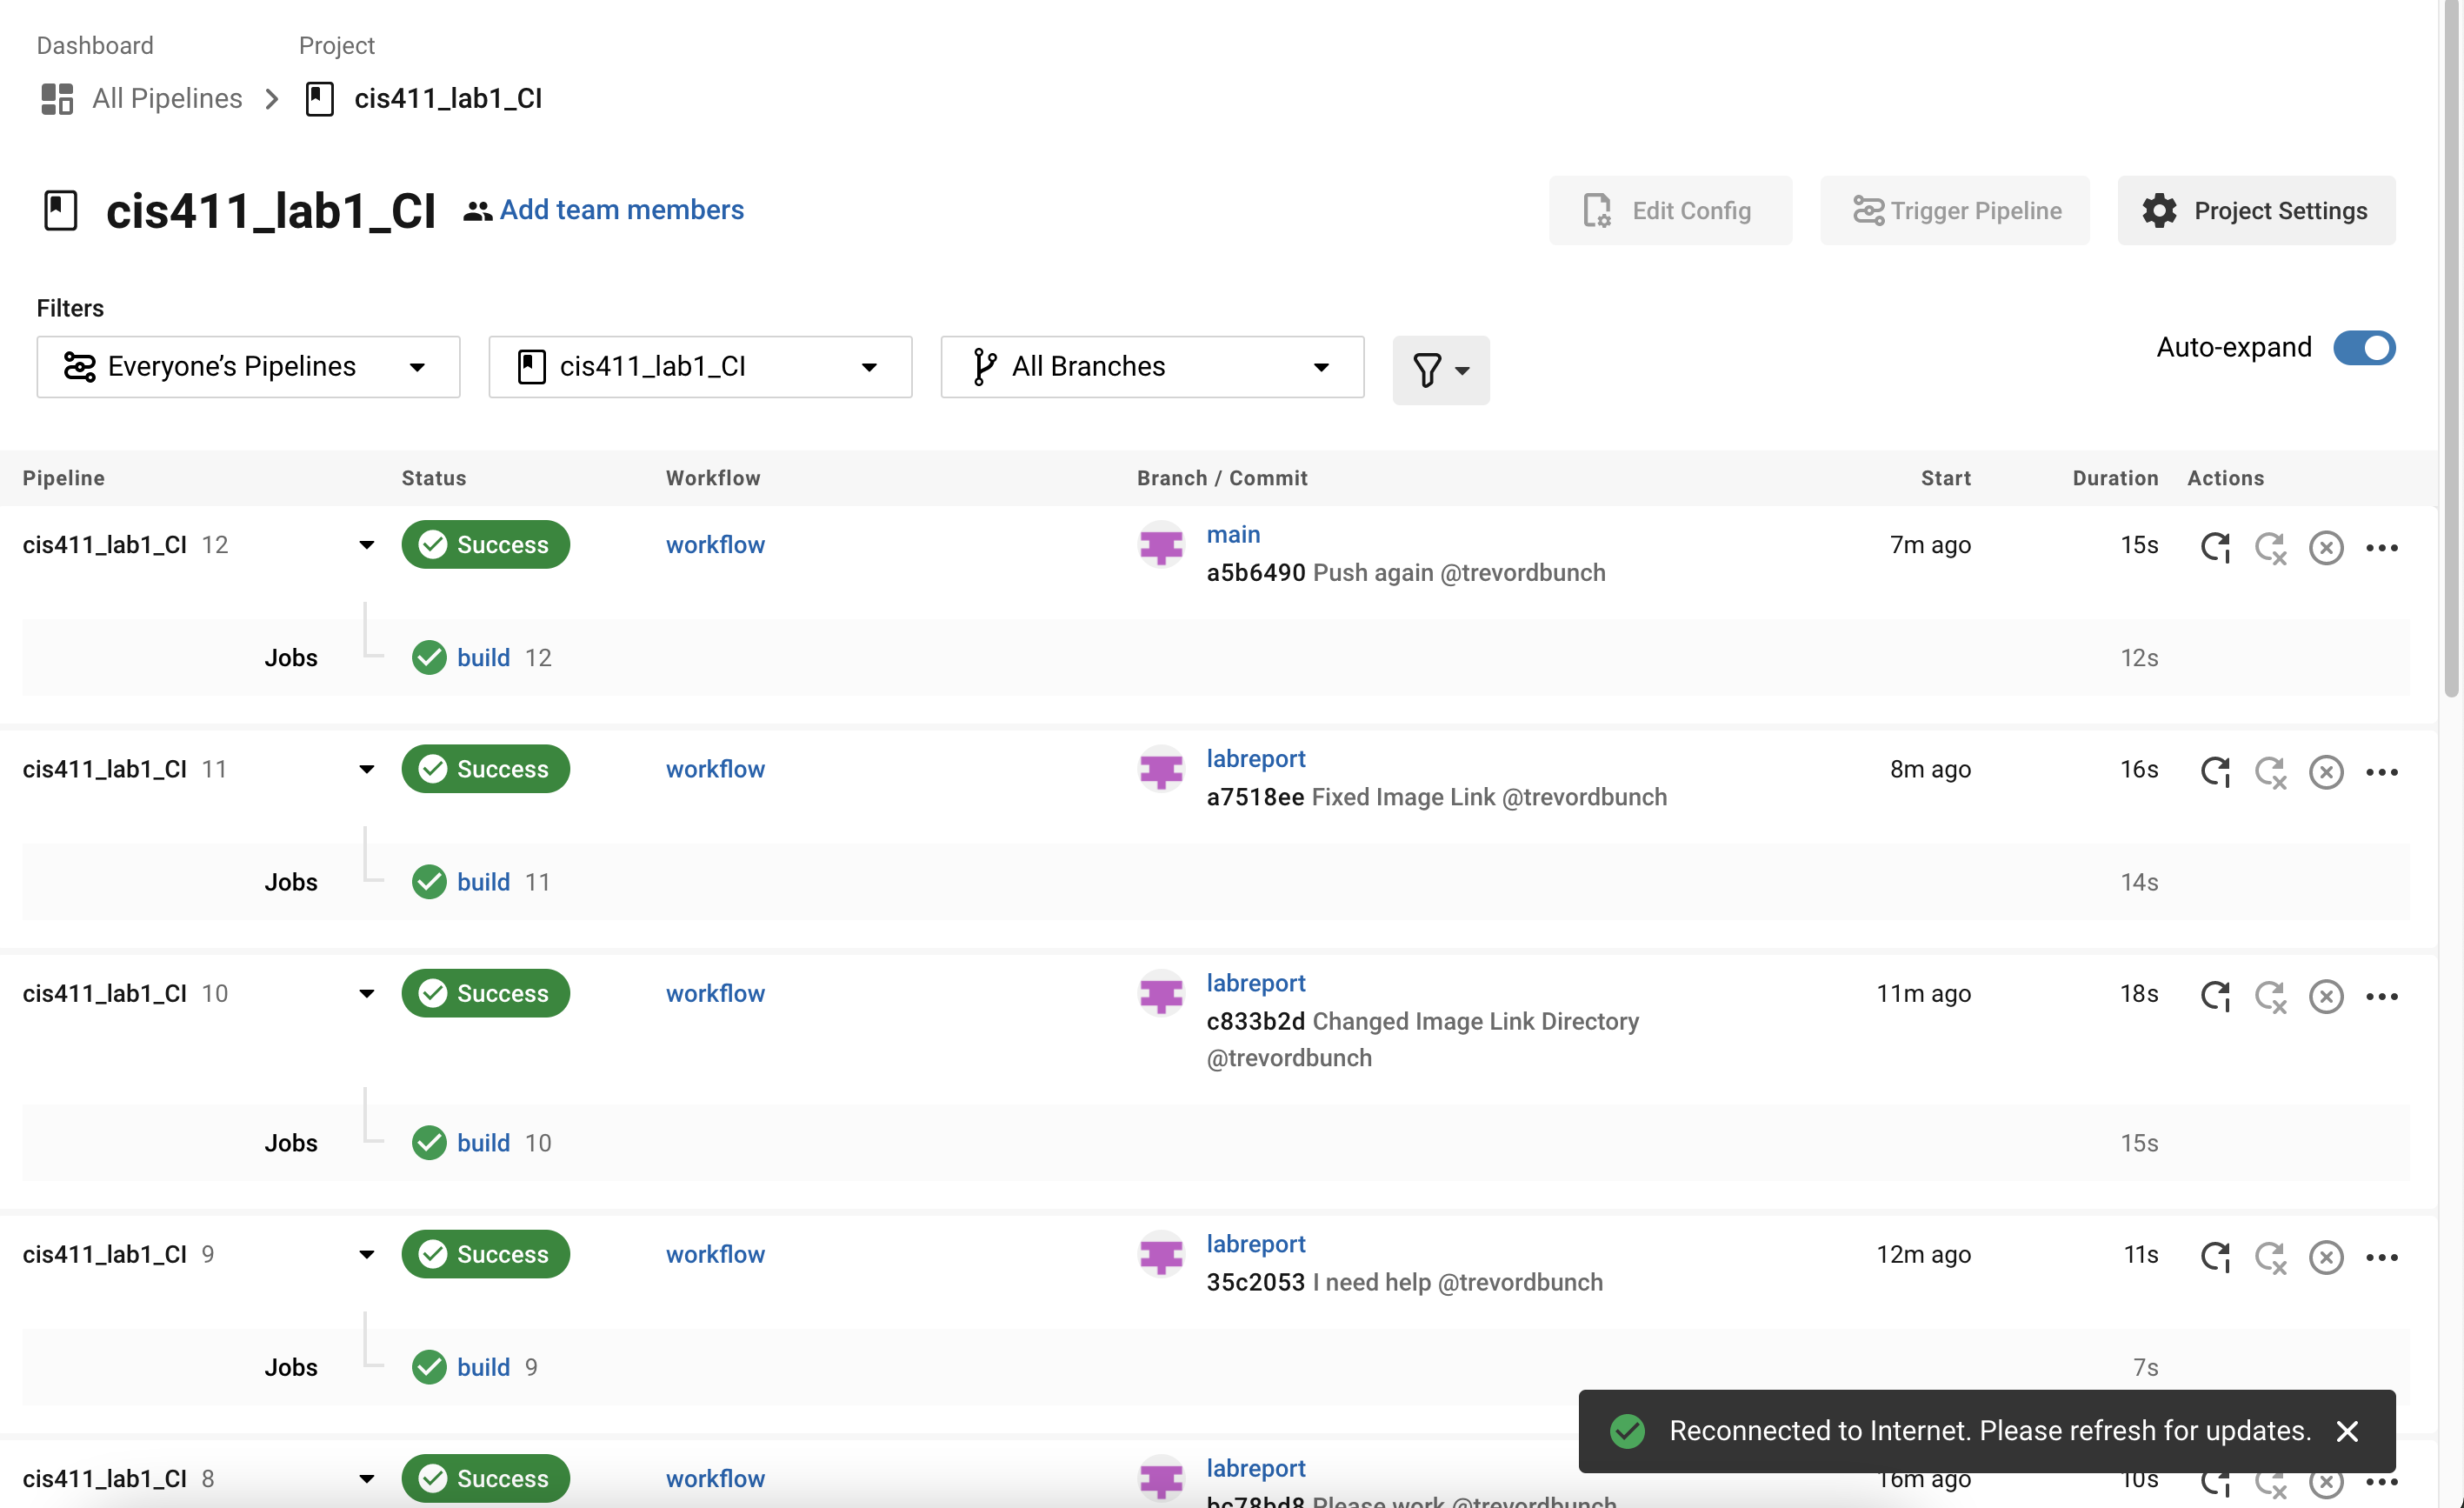 Dashboard Project
All Pipelines cis411_lab1_CI
cis411_lab1_CI Add team members Edit Config Trigger Pipeline Project Settings
Filters
Everyone’s Pipelines cis411_lab1_CI All Branches Auto-expand
Pipeline Status Workflow Branch / Commit Start Duration Actions
cis411_lab1_CI 12 Success workflow main 7m ago 15s
a5b6490 Push again @trevordbunch
Jobs build 12 12s
cis411_lab1_CI 11 Success workflow labreport 8m ago 16s
a7518ee Fixed Image Link @trevordbunch
Jobs build 11 14s
cis411_lab1_CI 10 Success workflow labreport 11m ago 18s
c833b2d Changed Image Link Directory
@trevordbunch
Jobs build 10 15s
cis411_lab1_CI 9 Success workflow labreport 12m ago 11s
35c2053 I need help @trevordbunch
Jobs build 9 7s
Reconnected to Internet. Please refresh for updates.
cis411_lab1_CI 8 Success workflow labreport 16m ago 10s
bc78bd8 Please work @trevordbunch